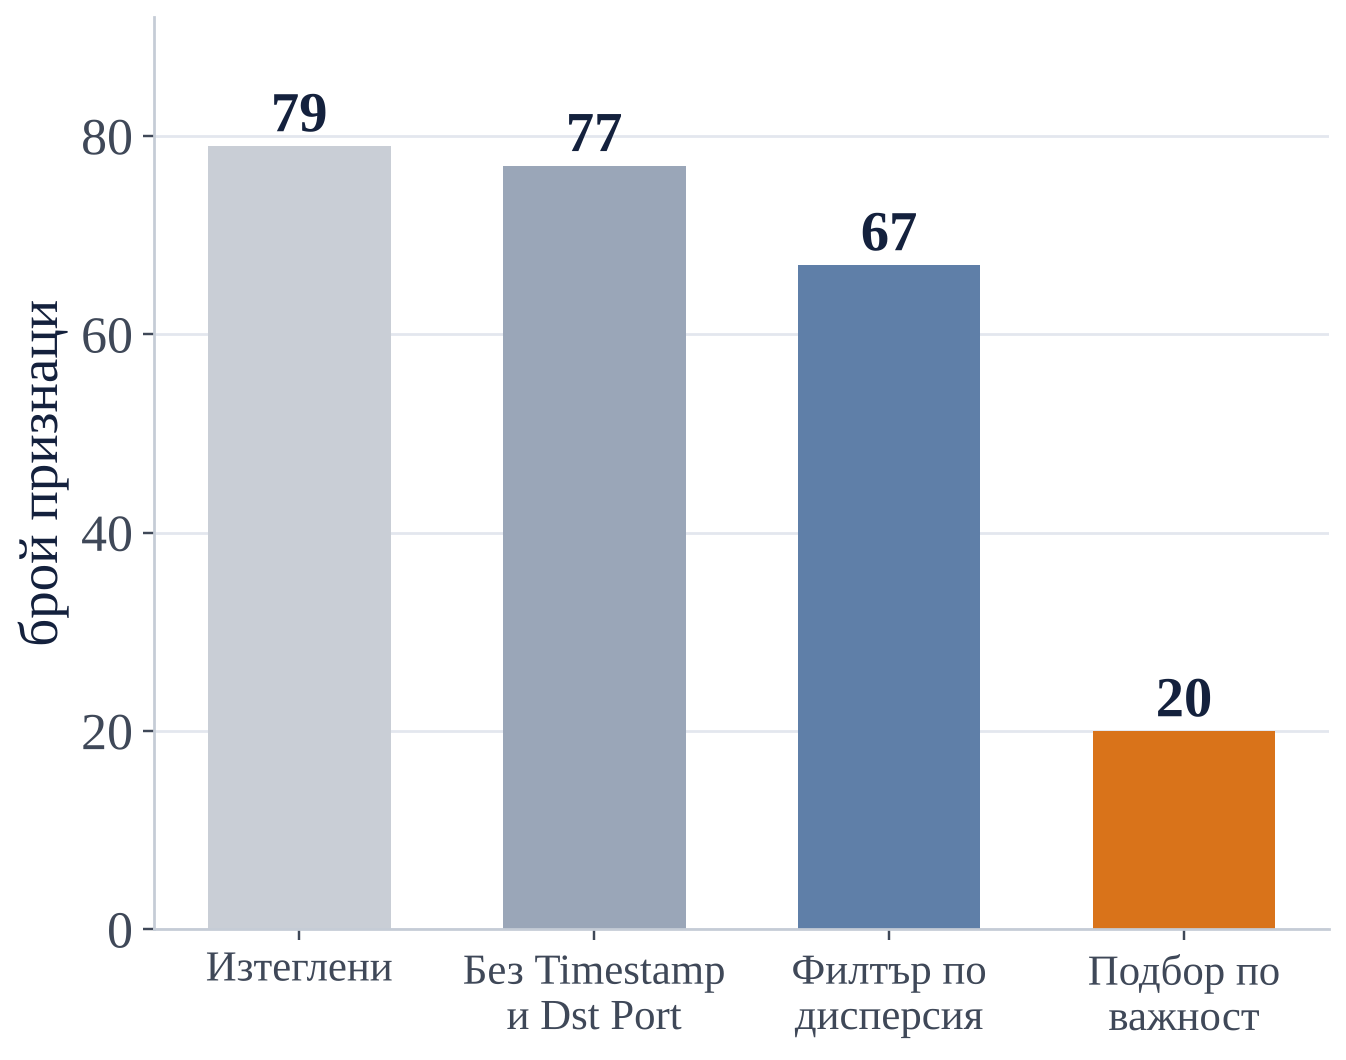 брой признаци
80
60
40
20
0
79
77
67
20
Изтеглени
Без Timestamp
и Dst Port
Филтър по
дисперсия
Подбор по
важност